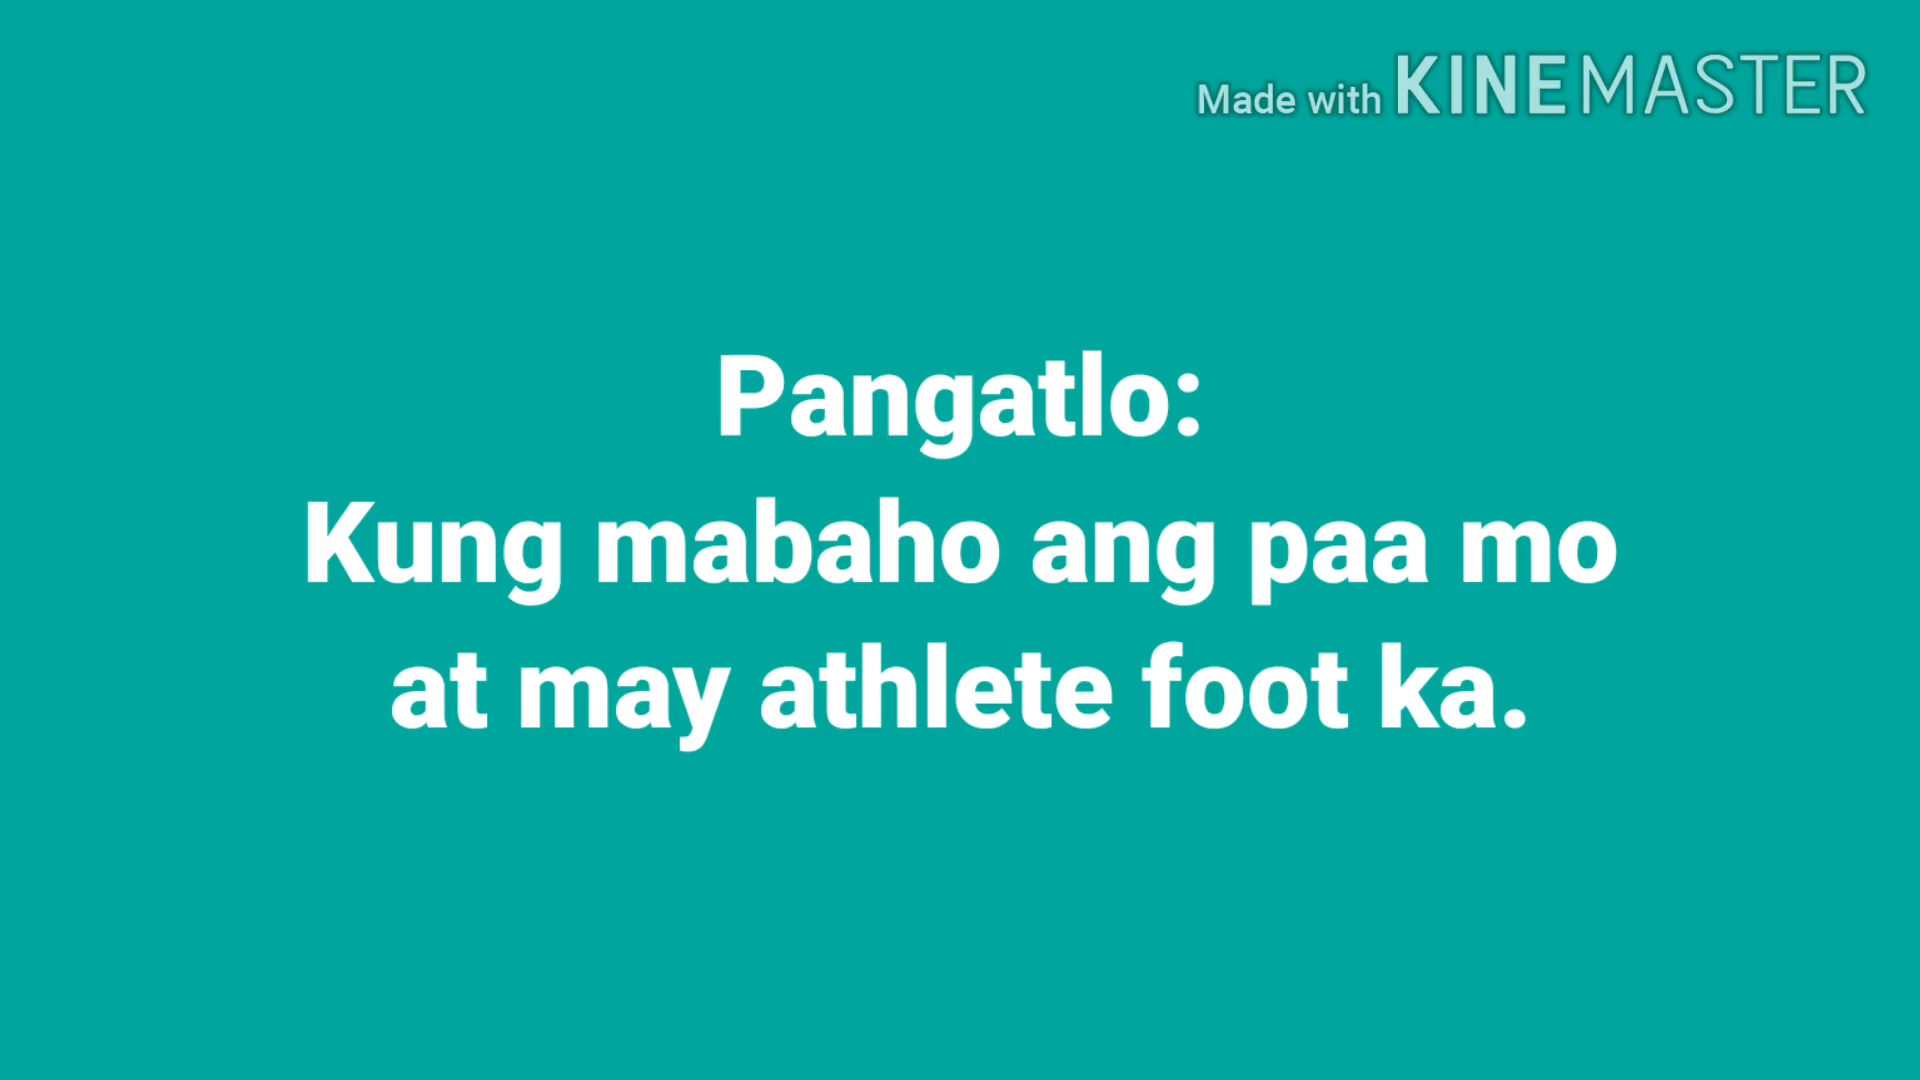 Made with KINEMASTER
Pangatlo:
Kung mabaho ang paa mo
at may athlete foot ka.